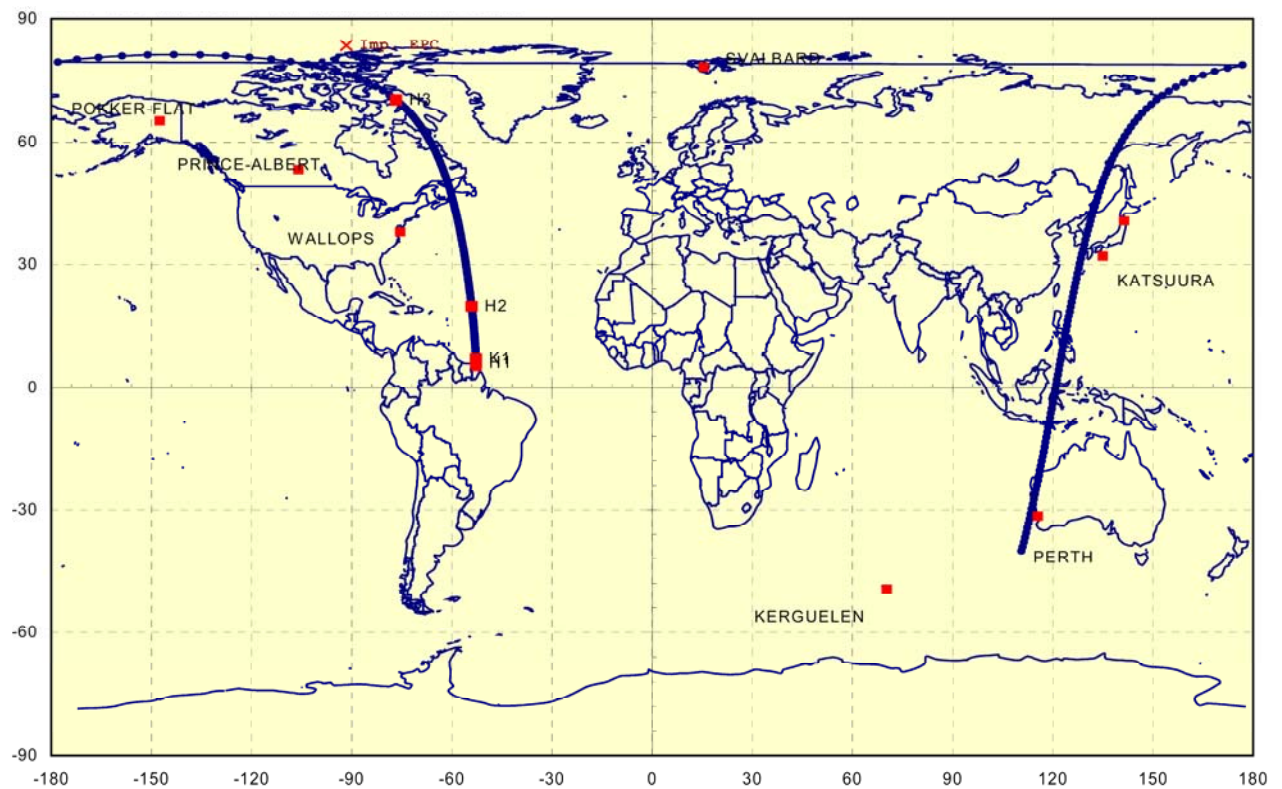 90
Imp. EPC
SVALBARD
H3
POKKER FLAT
60
PRINCE-ALBERT
WALLOPS
30
KATSUURA
H2
K1
H1
0
-30
PERTH
KERGUELEN
-60
-90
-180 -150 -120 -90 -60 -30 0 30 60 90 120 150 180